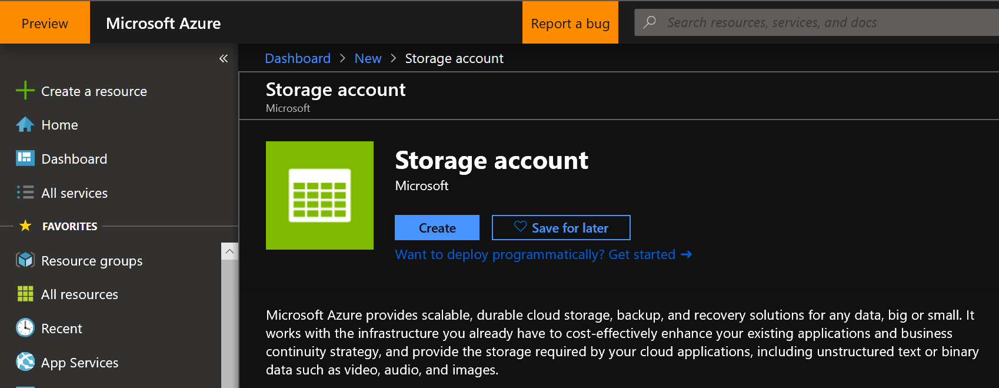 Preview
Microsoft Azure
Report a bug
Search resources, services, and docs
«
Dashboard > New > Storage account
Create a resource
Home
Dashboard
All services
FAVORITES
Resource groups
All resources
Recent
App Services
Storage account
Microsoft
Storage account
Microsoft
Create
Save for later
Want to deploy programmatically? Get started →
Microsoft Azure provides scalable, durable cloud storage, backup, and recovery solutions for any data, big or small. It
works with the infrastructure you already have to cost-effectively enhance your existing applications and business
continuity strategy, and provide the storage required by your cloud applications, including unstructured text or binary
data such as video, audio, and images.